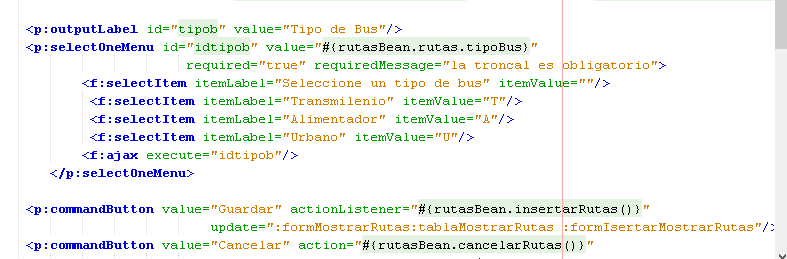 <p:outputLabel id="tipob" value="Tipo de Bus"/>
<p:selectOneMenu id="idtipob" value="#{rutasBean.rutas.tipoBus}"
required="true" requiredMessage="la troncal es obligatorio">
<f:selectItem itemLabel="Seleccione un tipo de bus" itemValue=""/>
<f:selectItem itemLabel="Transmilenio" itemValue="T"/>
<f:selectItem itemLabel="Alimentador" itemValue="A"/>
<f:selectItem itemLabel="Urbano" itemValue="U"/>
<f:ajax execute="idtipob"/>
</p:selectOneMenu>
<p:commandButton value="Guardar" actionListener="#{rutasBean.insertarRutas()}"
update=":formMostrarRutas:tablaMostrarRutas :formIsertarMostrarRutas"/>
<p:commandButton value="Cancelar" action="#{rutasBean.cancelarRutas()}"